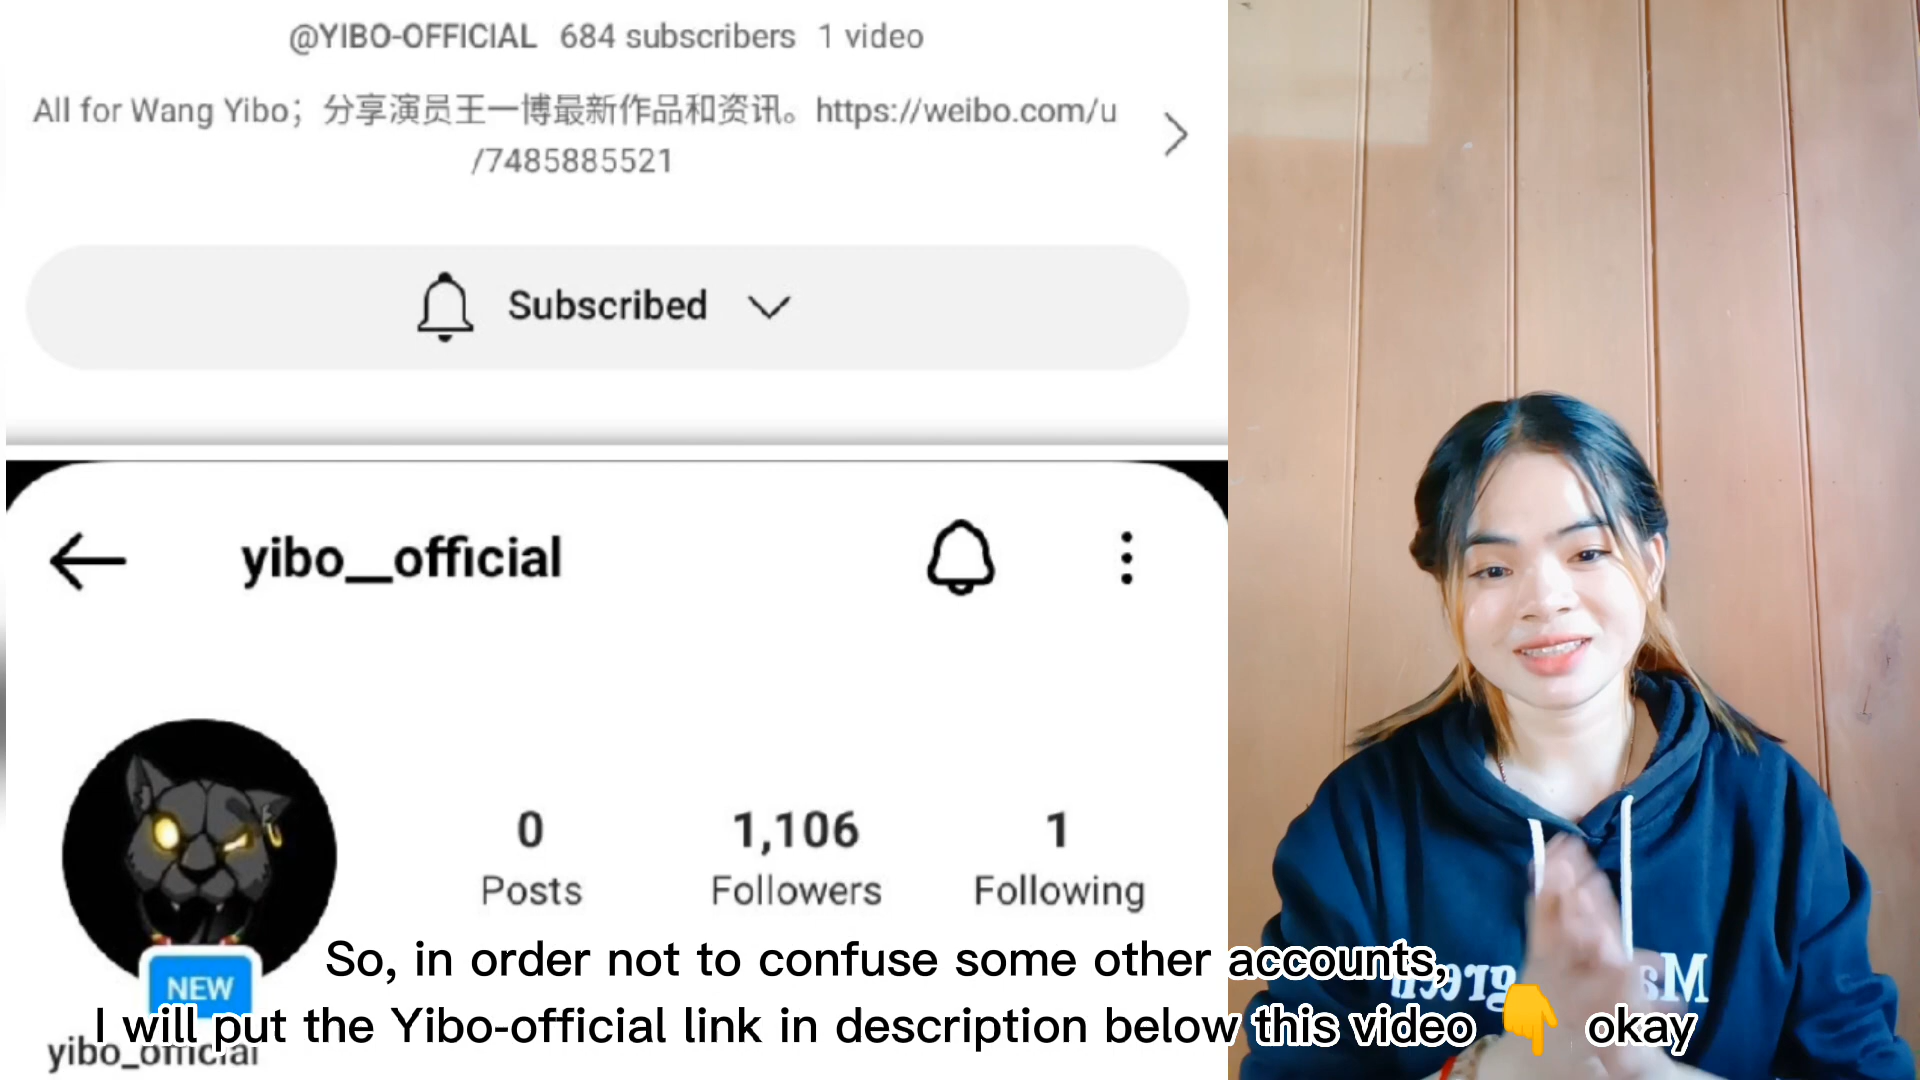 @YIBO-OFFICIAL 684 subscribers 1 video
All for Wang Yibo；分享演员王一博最新作品和资讯。https://weibo.com/u
/7485885521
Subscribed
yibo__official
0
Posts
1,106
Followers
1
Following
NEW
So, in order not to confuse some other accounts,
I will put the Yibo-official link in description below this video 👇 okay
yibo_official